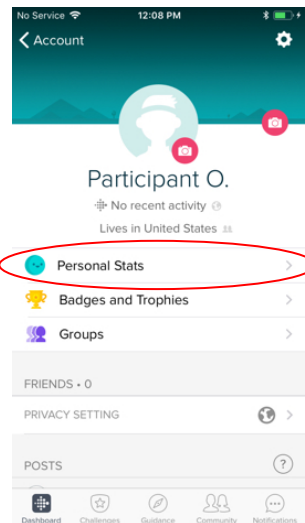 No Service 12:08 PM
Account
Participant O.
No recent activity
Lives in United States
Personal Stats
Badges and Trophies
Groups
FRIENDS • 0
PRIVACY SETTING
POSTS ?
Dashboard Challenges Guidance Community Notifications